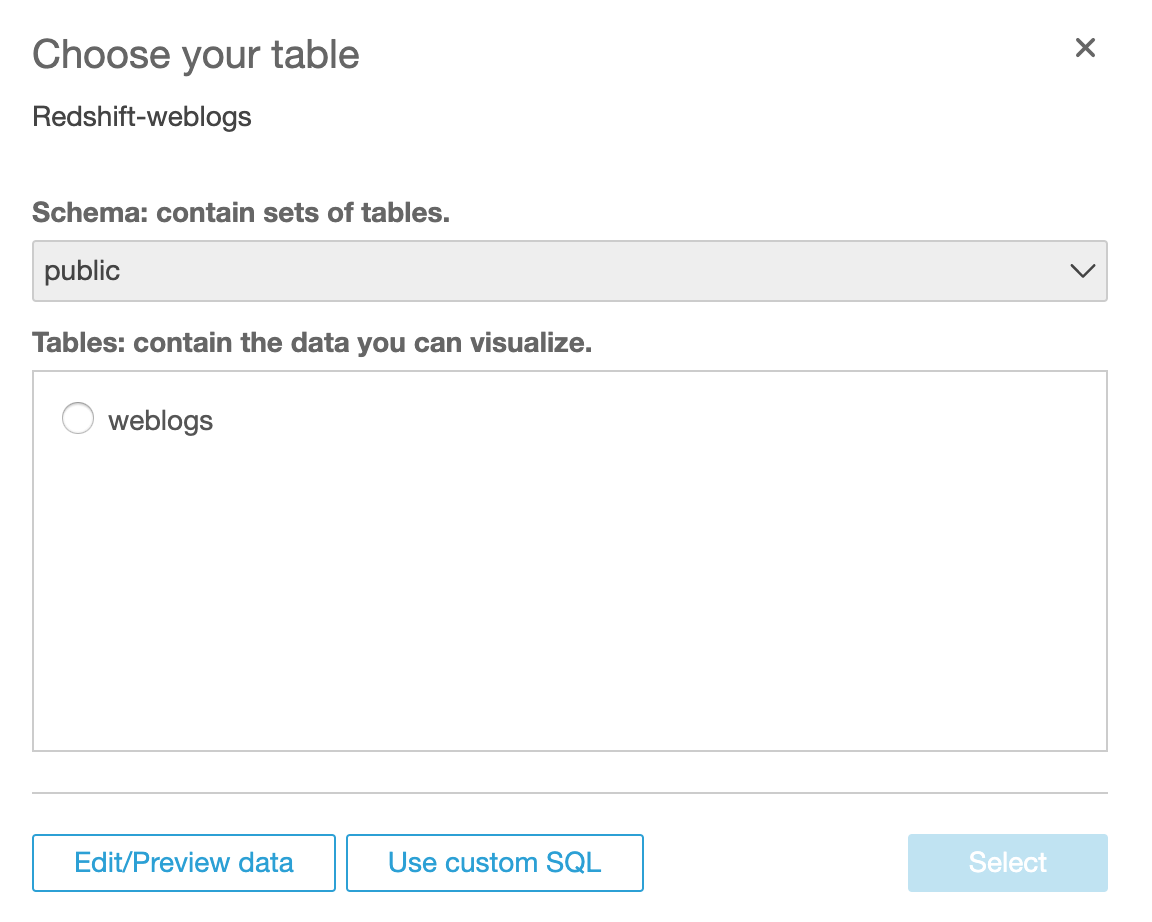 Choose your table
Redshift-weblogs
Schema: contain sets of tables.
public
Tables: contain the data you can visualize.
weblogs
Edit/Preview data
Use custom SQL
Select